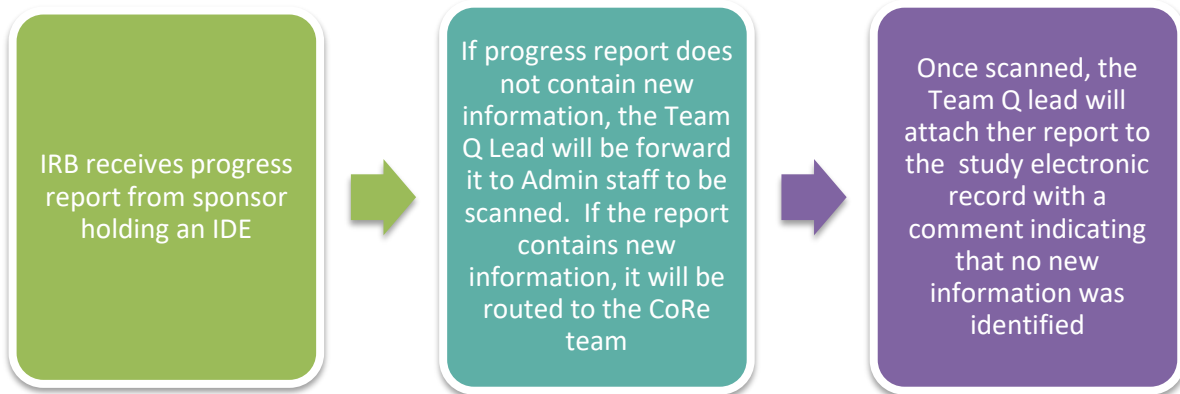 IRB receives progress
report from sponsor
holding an IDE
If progress report does
not contain new
information, the Team
Q Lead will be forward
it to Admin staff to be
scanned.  If the report
contains new
information, it will be
routed to the CoRe
team
Once scanned, the
Team Q lead will
attach ther report to
the  study electronic
record with a
comment indicating
that no new
information was
identified